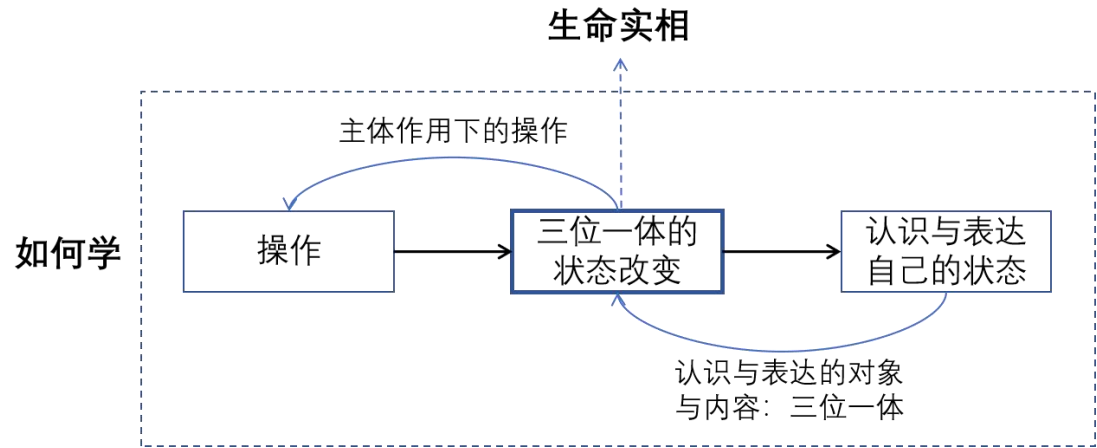 生命实相
主体作用下的操作
如何学
操作
三位一体的
状态改变
认识与表达
自己的状态
认识与表达的对象
与内容：三位一体